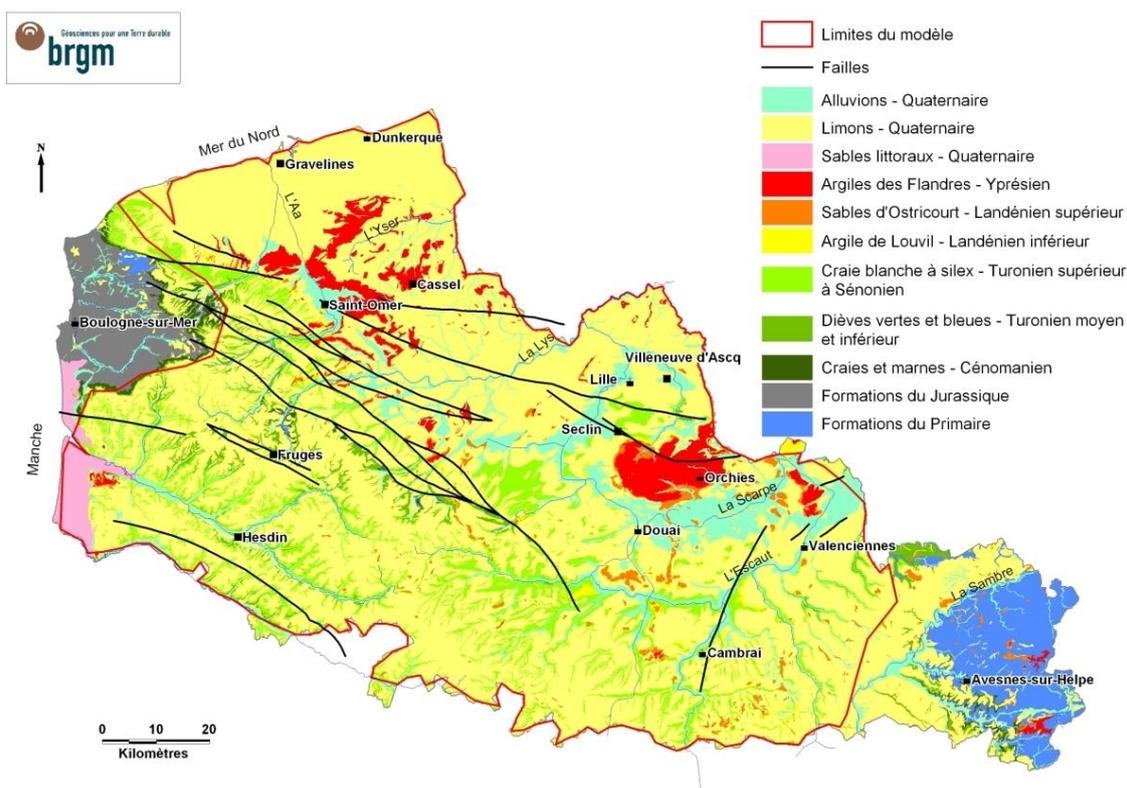 Géosciences pour une Terre durable
brgm
Limites du modèle
Failles
Alluvions - Quaternaire
Limons - Quaternaire
Sables littoraux - Quaternaire
Argiles des Flandres - Yprésien
Sables d'Ostricourt - Landénien supérieur
Argile de Louvil - Landénien inférieur
Craie blanche à silex - Turonien supérieur
à Sénonien
Dièves vertes et bleues - Turonien moyen
et inférieur
Craies et marnes - Cénomanien
Formations du Jurassique
Formations du Primaire
N
Mer du Nord
Dunkerque
Gravelines
L'Aa
L'Yser
Cassel
Saint-Omer
Boulogne-sur-Mer
La Lys
Villeneuve d'Ascq
Lille
Seclin
Manche
Fruges
Orchies
La Scarpe
Hesdin
Douai
Valenciennes
L'Escaut
La Sambre
Cambrai
Avesnes-sur-Helpe
0 10 20
Kilomètres